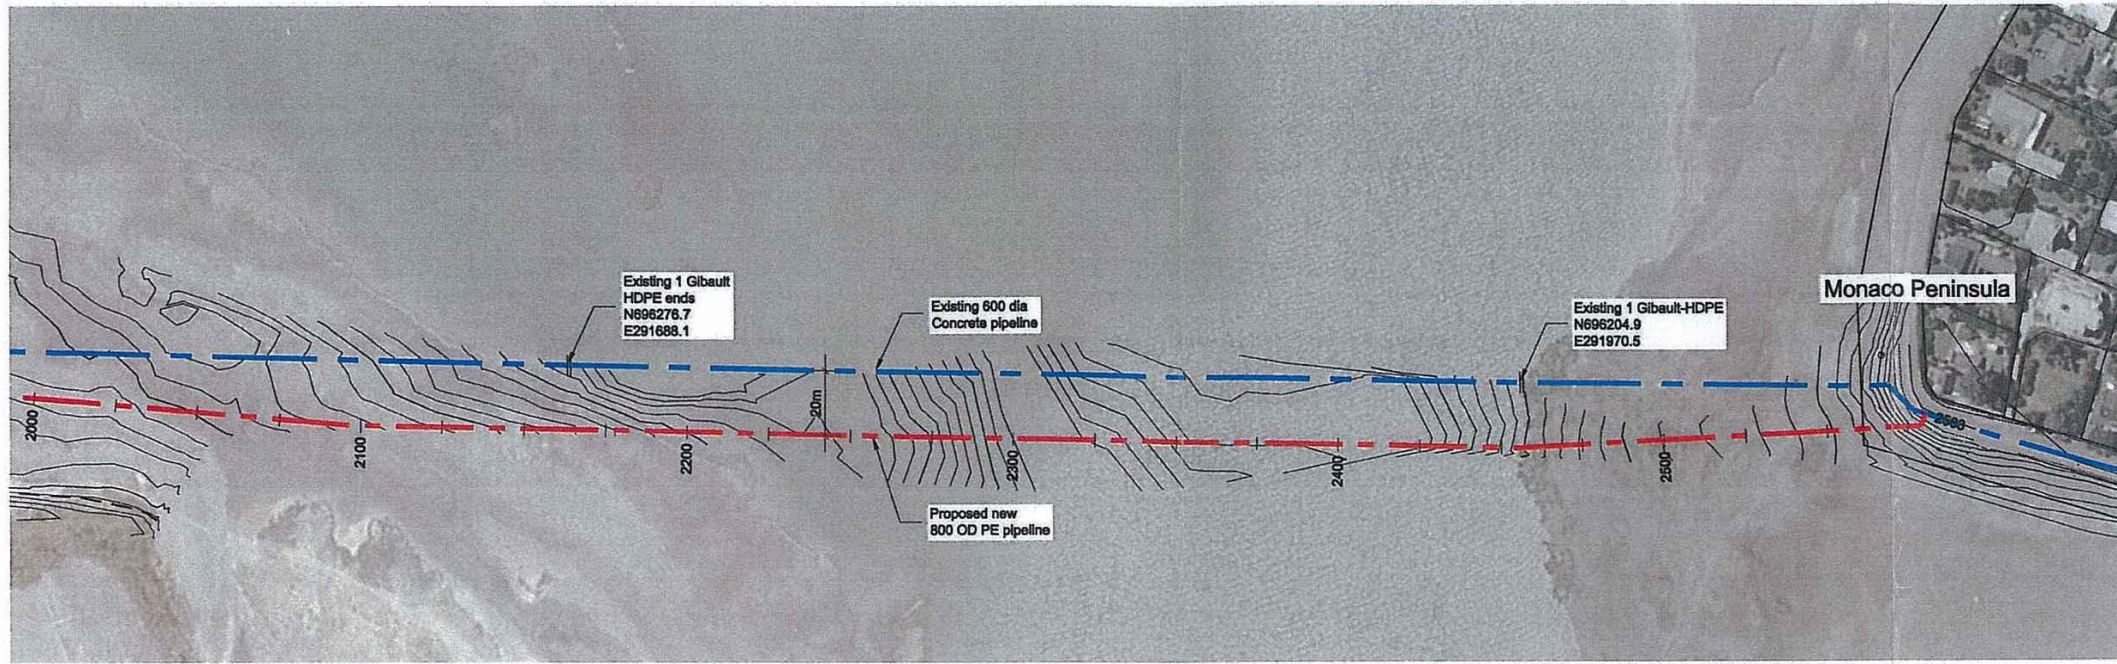 Existing 1 Gibault
HDPE ends
N696276.7
E291688.1
Existing 600 dia
Concrete pipeline
Existing 1 Gibault-HDPE
N696204.9
E291970.5
Monaco Peninsula
20m
2000
2100
2200
2300
2400
2500
Proposed new
800 OD PE pipeline